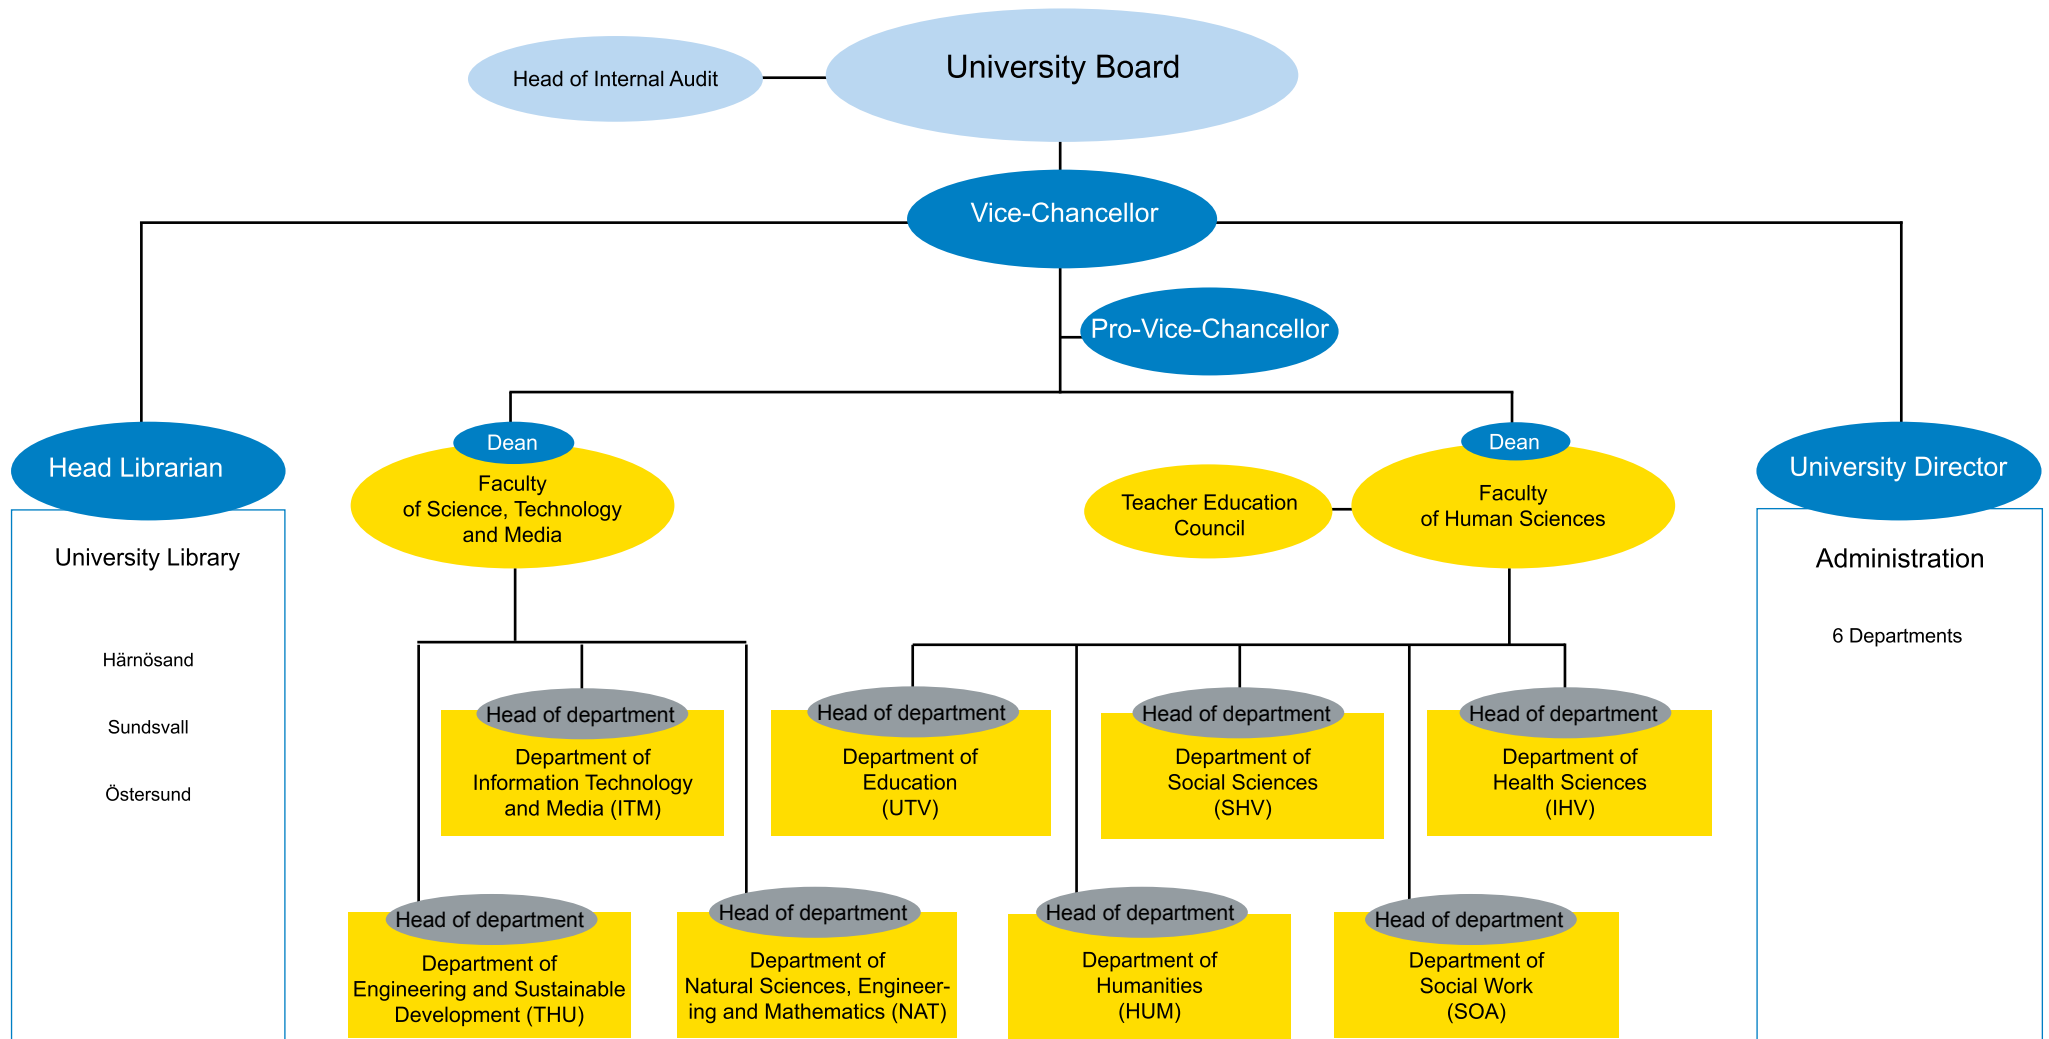 University Board
Head of Internal Audit
Vice-Chancellor
Pro-Vice-Chancellor
Head Librarian
University Library
Härnösand
Sundsvall
Östersund
Dean
Faculty
of Science, Technology
and Media
Teacher Education
Council
Dean
Faculty
of Human Sciences
University Director
Administration
6 Departments
Head of department
Department of
Information Technology
and Media (ITM)
Head of department
Department of
Education
(UTV)
Head of department
Department of
Social Sciences
(SHV)
Head of department
Department of
Health Sciences
(IHV)
Head of department
Department of
Engineering and Sustainable
Development (THU)
Head of department
Department of
Natural Sciences, Engineer-
ing and Mathematics (NAT)
Head of department
Department of
Humanities
(HUM)
Head of department
Department of
Social Work
(SOA)